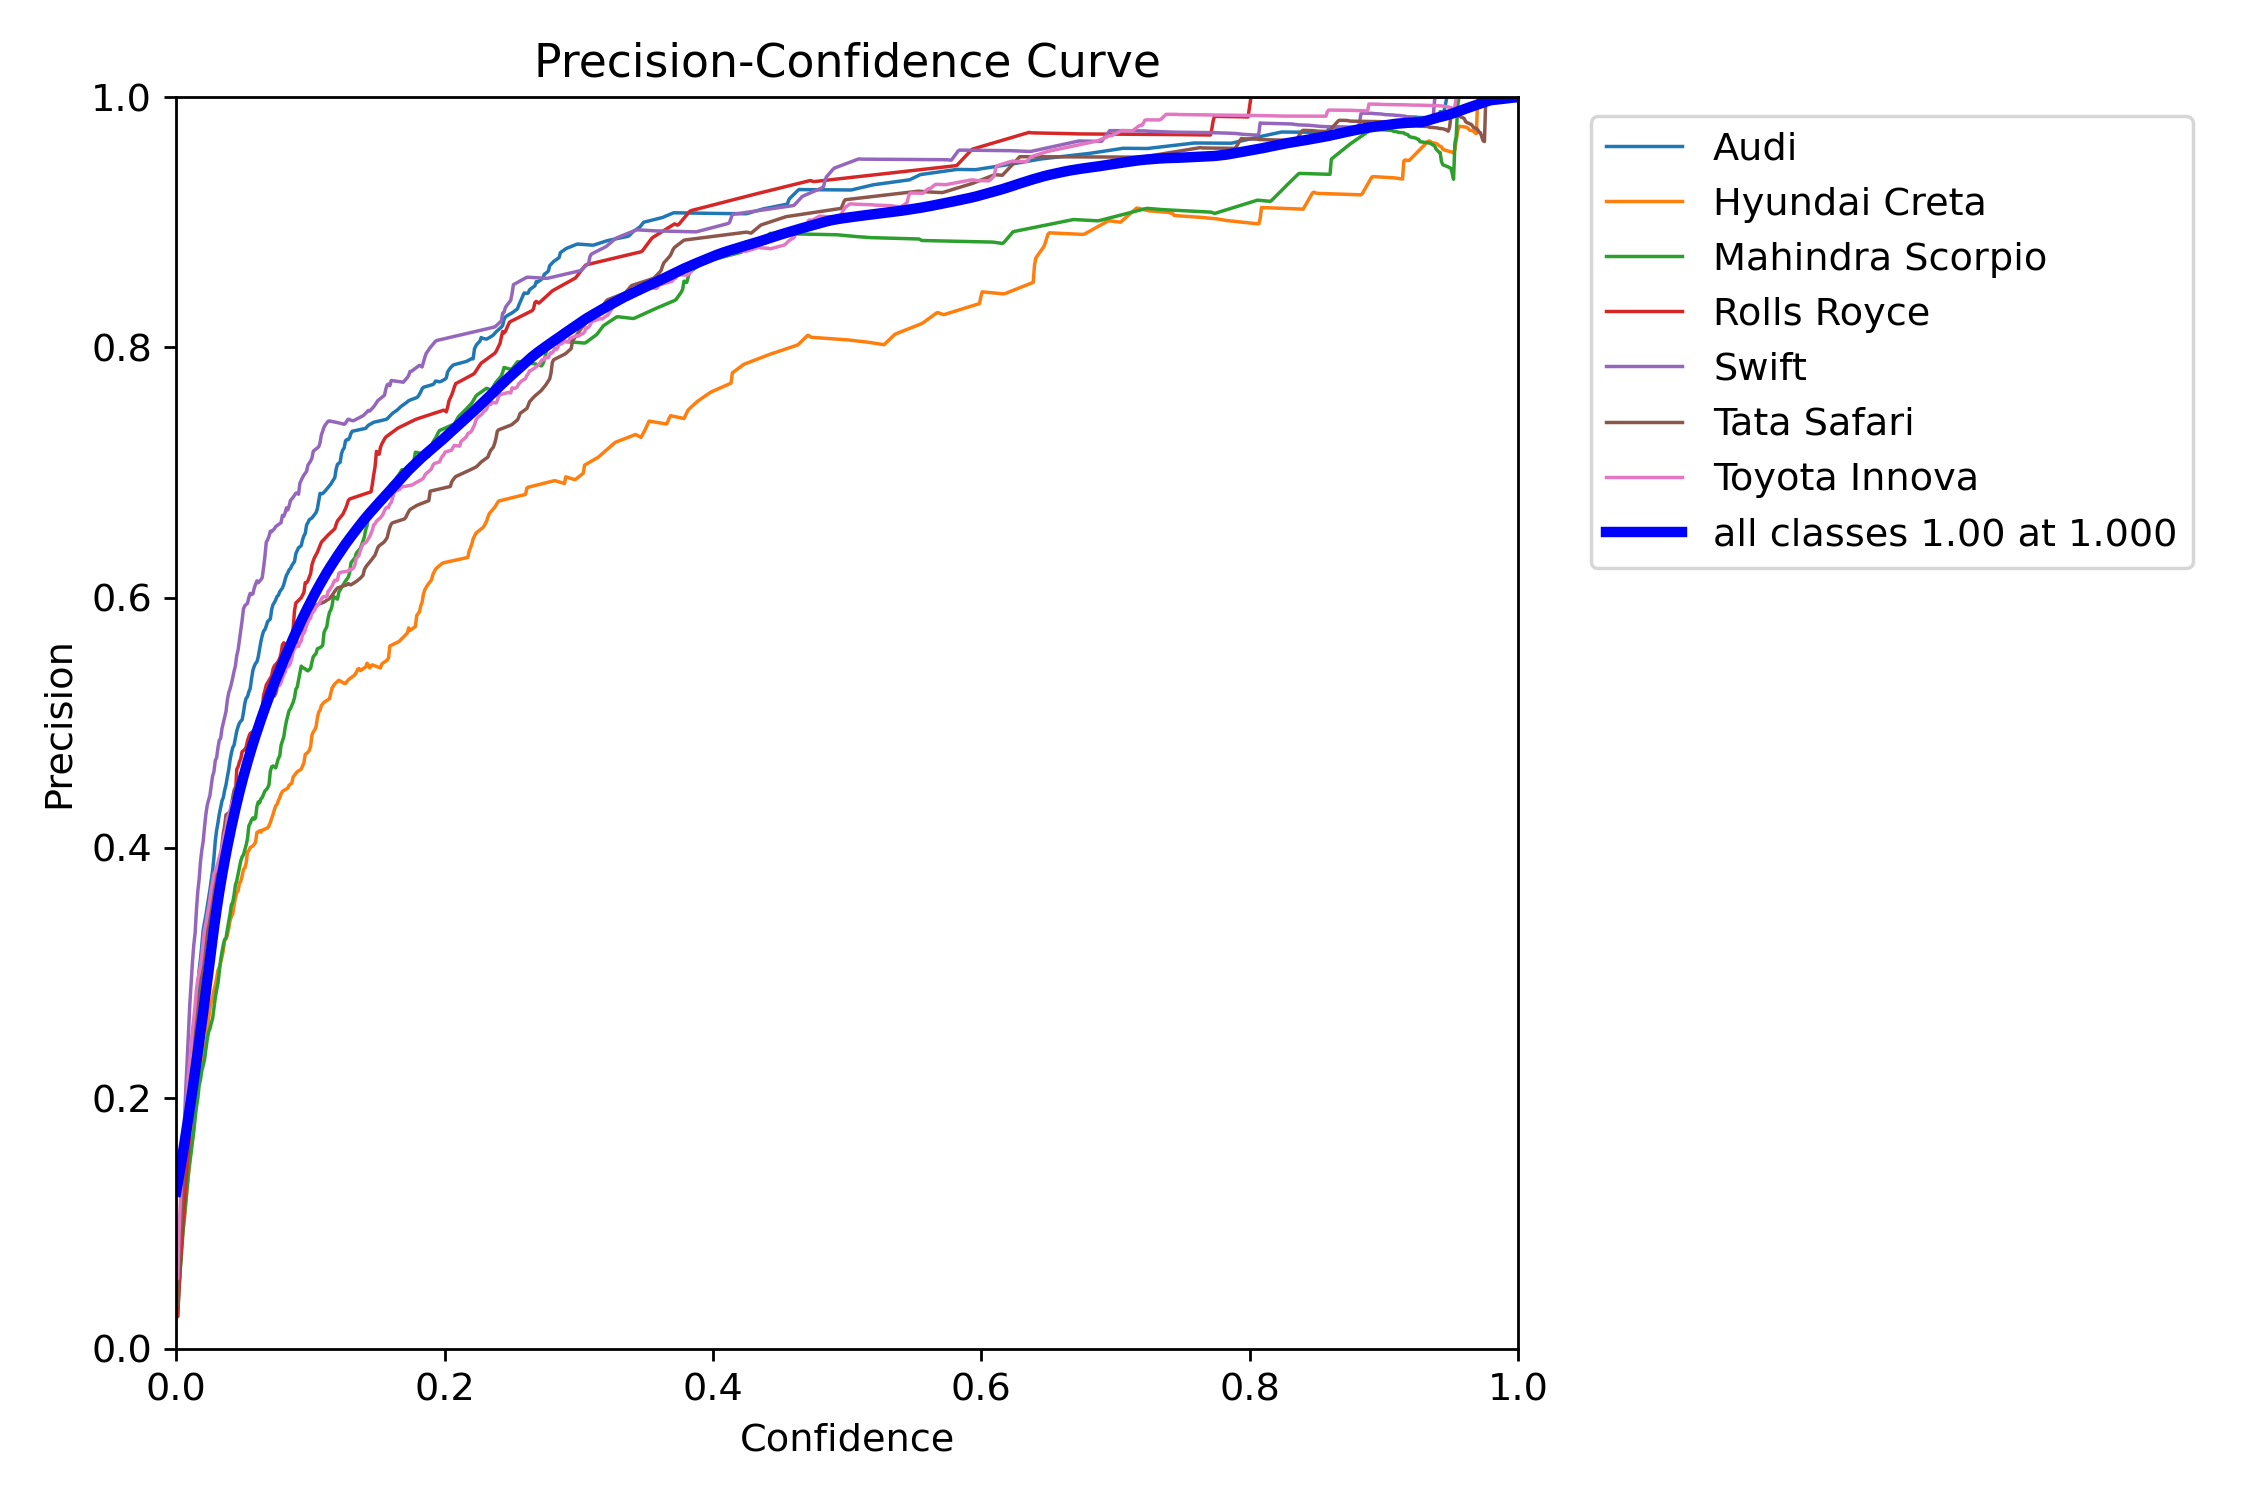 Precision-Confidence Curve
1.0
0.8
0.6
0.4
0.2
0.0
Precision
0.0 0.2 0.4 0.6 0.8 1.0
Confidence
Audi
Hyundai Creta
Mahindra Scorpio
Rolls Royce
Swift
Tata Safari
Toyota Innova
all classes 1.00 at 1.000